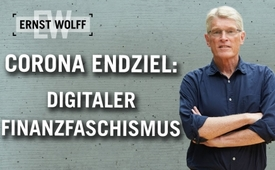 EW
ERNST WOLFF
CORONA ENDZIEL:
DIGITALER
FINANZFASCHISMUS